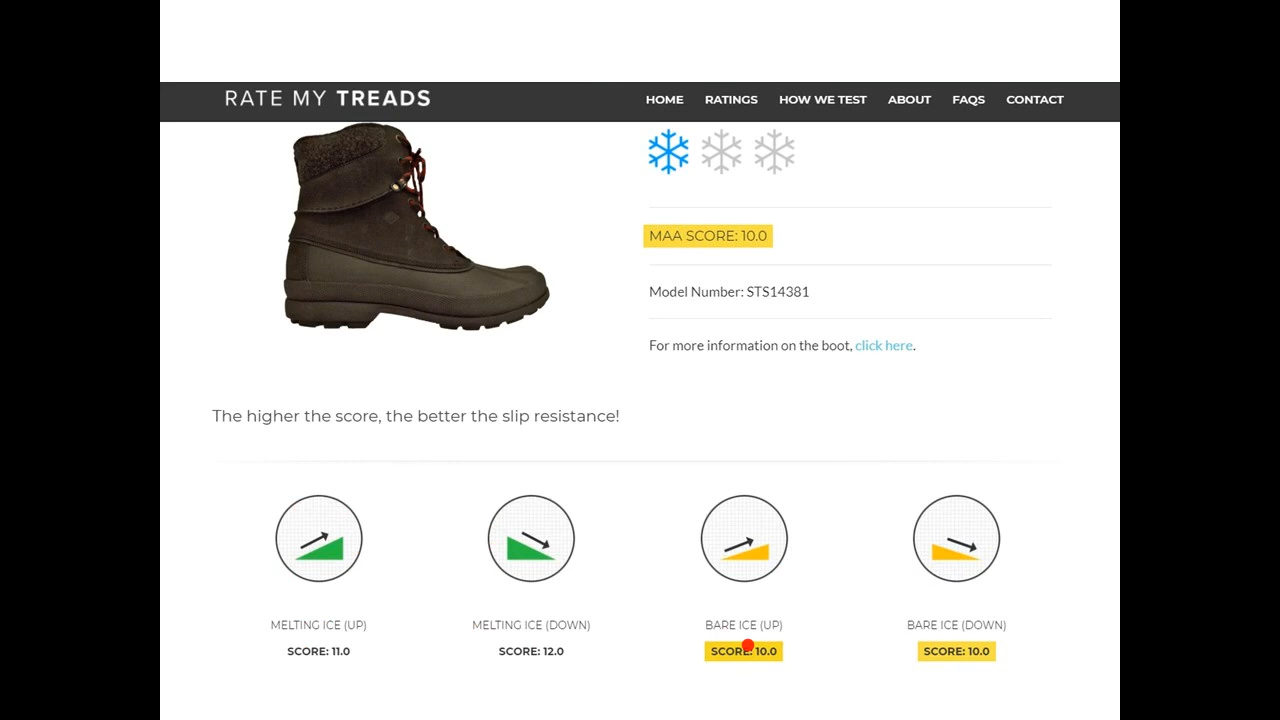 RATE MY TREADS
HOME RATINGS HOW WE TEST ABOUT FAQS CONTACT
MAA SCORE: 10.0
Model Number: STS14381
For more information on the boot, click here.
The higher the score, the better the slip resistance!
MELTING ICE (UP) MELTING ICE (DOWN) BARE ICE (UP) BARE ICE (DOWN)
SCORE: 11.0 SCORE: 12.0 SCORE: 10.0 SCORE: 10.0